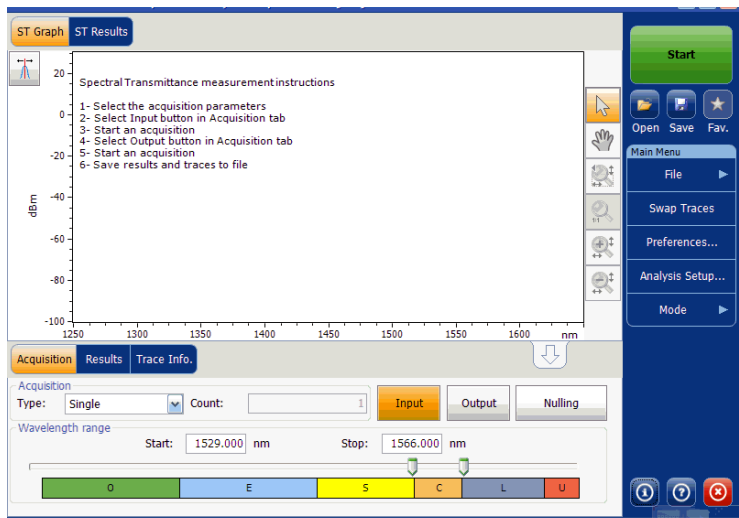 ST Graph ST Results
Spectral Transmittance measurement instructions
1- Select the acquisition parameters
2- Select Input button in Acquisition tab
3- Start an acquisition
4- Select Output button in Acquisition tab
5- Start an acquisition
6- Save results and traces to file
20
0
-20
-40
-60
-80
-100
dBm
1250 1300 1350 1400 1450 1500 1550 1600 nm
1:1
Start
Open Save Fav.
Main Menu
File
Swap Traces
Preferences...
Analysis Setup...
Mode
Acquisition Results Trace Info.
Acquisition
Type: Single Count: 1 Input Output Nulling
Wavelength range
Start: 1529.000 nm Stop: 1566.000 nm
O E S C L U